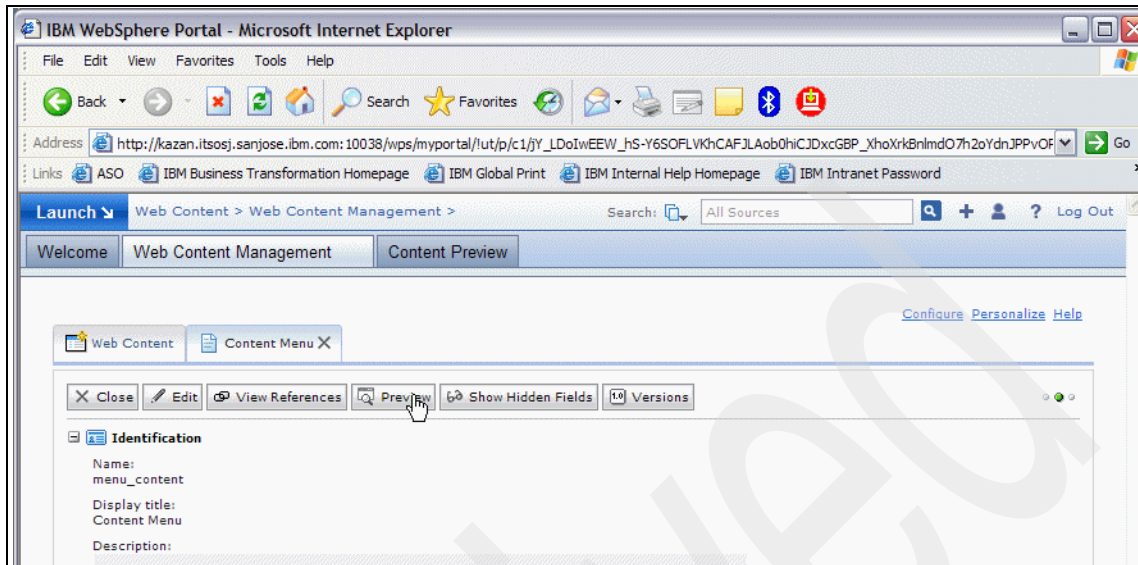 IBM WebSphere Portal - Microsoft Internet Explorer
File Edit View Favorites Tools Help
Back Search Favorites
Address http://kazan.itsosj.sanjose.ibm.com:10038/wps/myportal/!ut/p/c1/jY_LDoIwEEW_hS-Y6SOFLVKhCAFJLAob0hiCJDxcGBP_XhoXrkBnlmdO7h2oYdnJPPvOF Go
Links ASO IBM Business Transformation Homepage IBM Global Print IBM Internal Help Homepage IBM Intranet Password
Launch Web Content > Web Content Management > Search: All Sources ? Log Out
Welcome Web Content Management Content Preview
Configure Personalize Help
Web Content Content Menu X
Close Edit View References Preview Show Hidden Fields 1.0 Versions
Identification
Name:
menu_content
Display title:
Content Menu
Description: